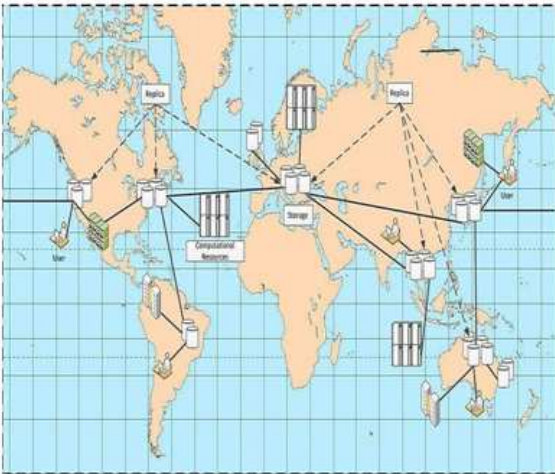 Replica
Replica
User
Storage
Computational
Resources
User